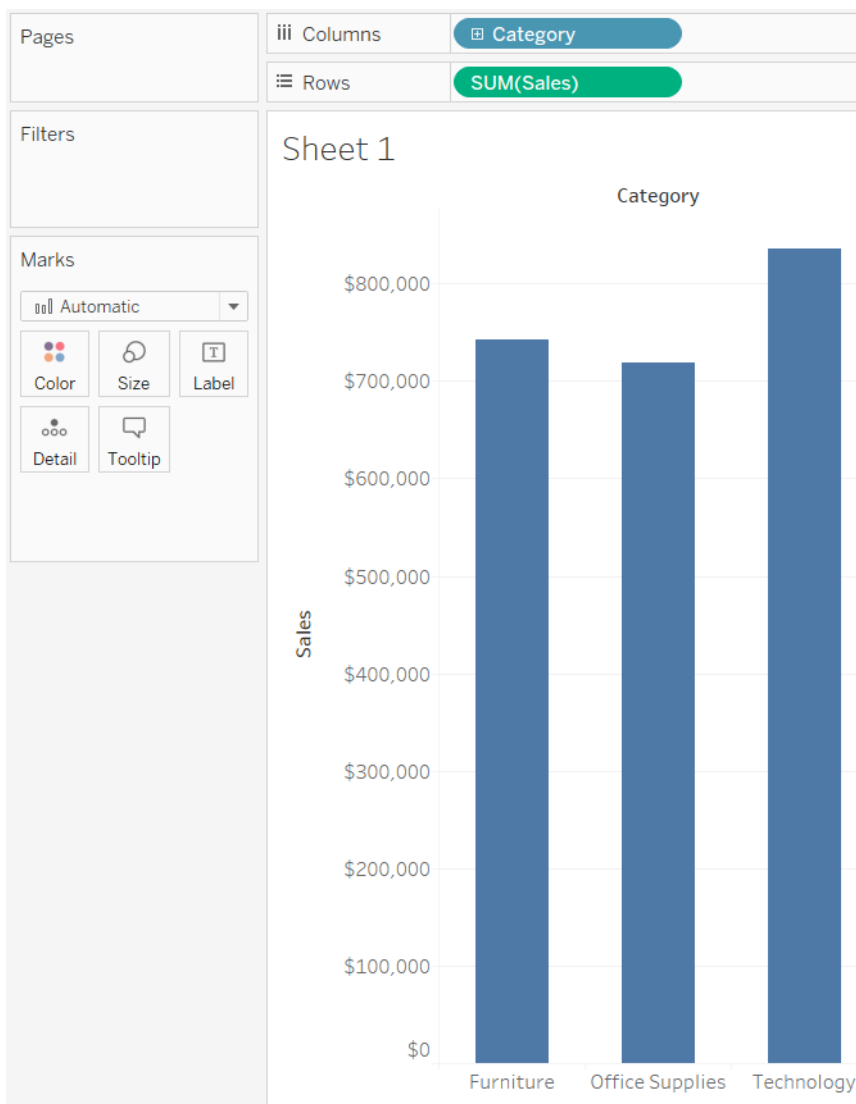 Pages
Columns
Category
Rows
SUM(Sales)
Filters
Marks
Automatic
Color
Size
T
Label
Detail
Tooltip
Sheet 1
Category
Sales
$800,000
$700,000
$600,000
$500,000
$400,000
$300,000
$200,000
$100,000
$0
Furniture
Office Supplies
Technology